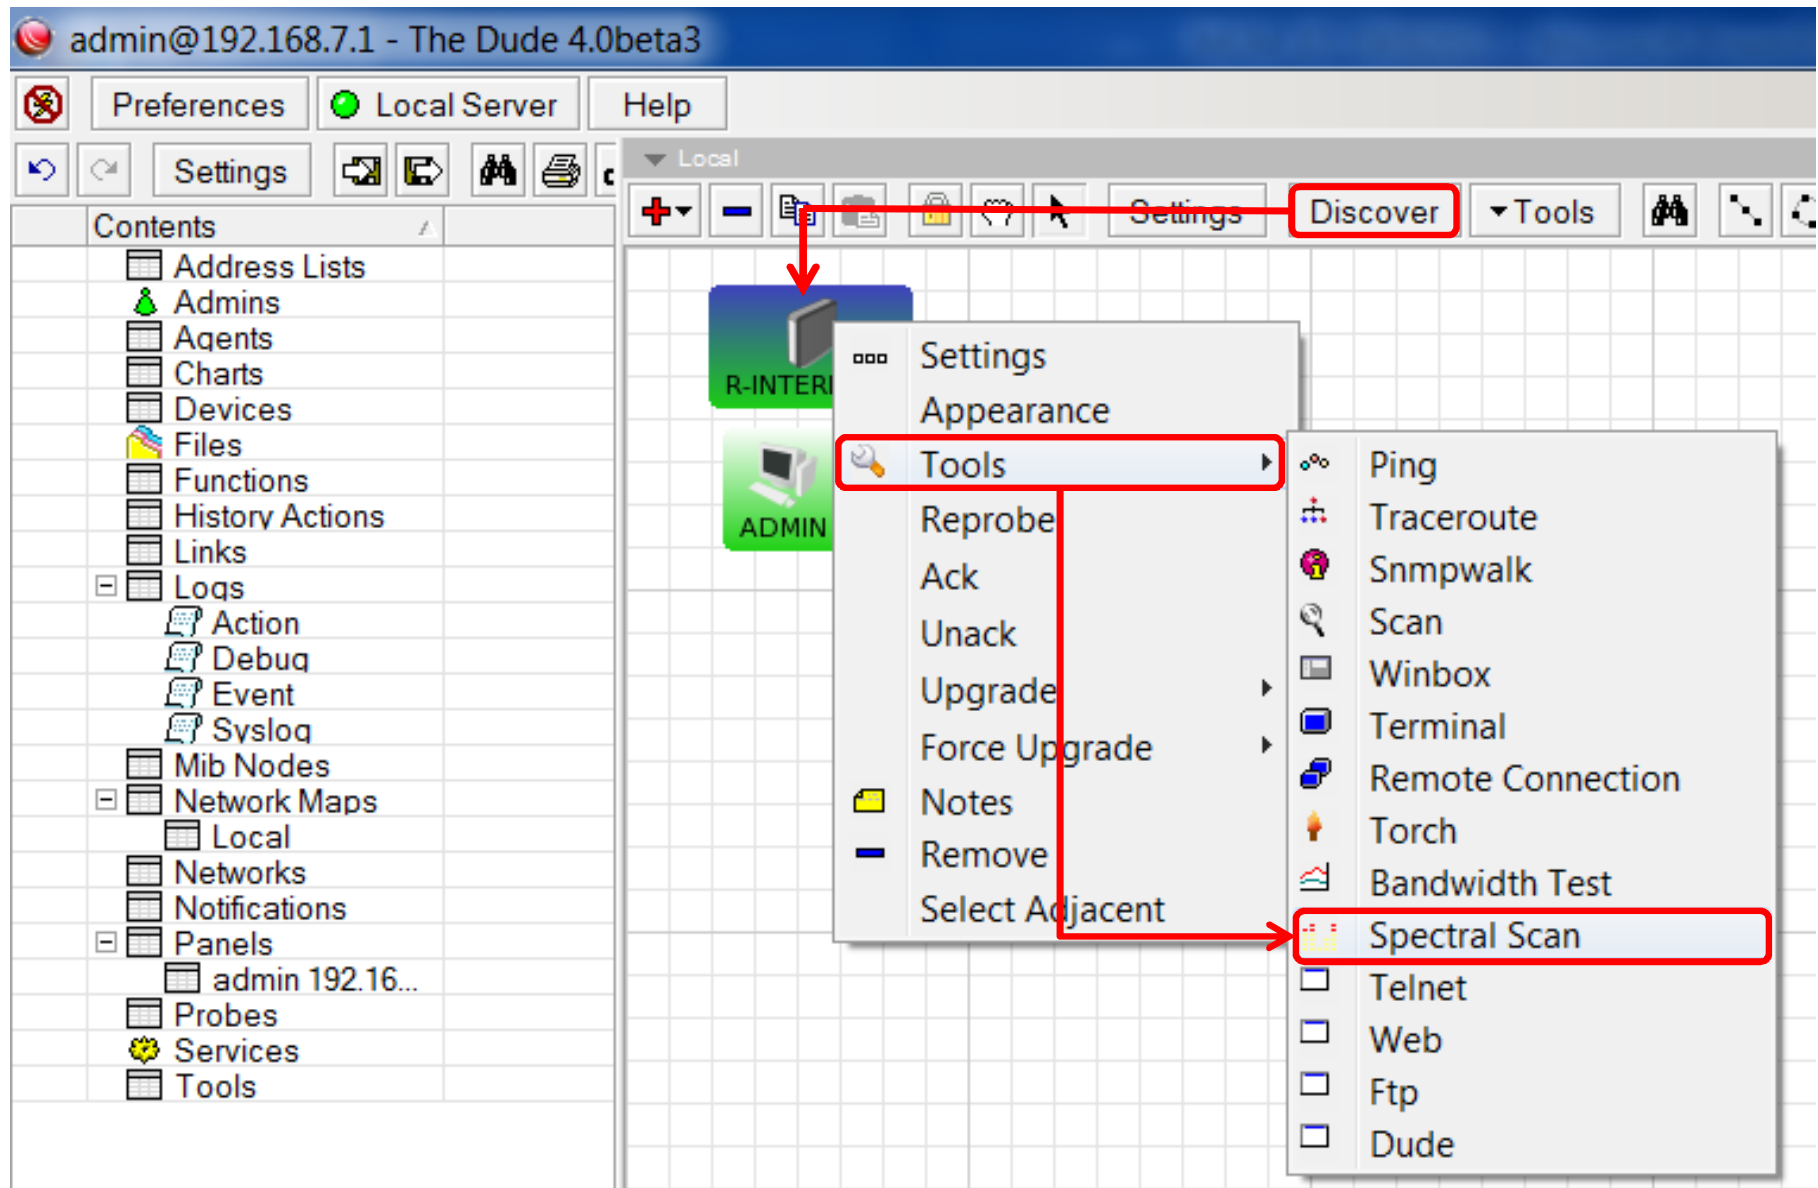 admin@192.168.7.1 - The Dude 4.0beta3
Preferences
Local Server
Help
Settings
Local
Settings
Discover
Tools
Contents
Address Lists
Admins
Agents
Charts
Devices
Files
Functions
History Actions
Links
Logs
Action
Debug
Event
Syslog
Mib Nodes
Network Maps
Local
Networks
Notifications
Panels
admin 192.16...
Probes
Services
Tools
R-INTER
ADMIN
Settings
Appearance
Tools
Reprobe
Ack
Unack
Upgrade
Force Upgrade
Notes
Remove
Select Adjacent
Ping
Traceroute
Snmpwalk
Scan
Winbox
Terminal
Remote Connection
Torch
Bandwidth Test
Spectral Scan
Telnet
Web
Ftp
Dude